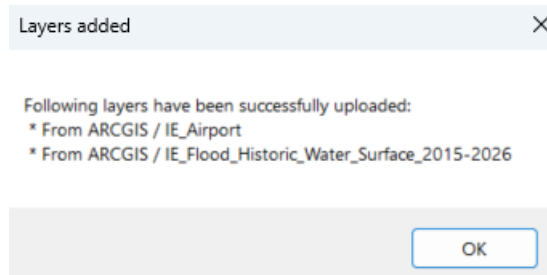 Layers added
Following layers have been successfully uploaded:
* From ARCGIS / IE_Airport
* From ARCGIS / IE_Flood_Historic_Water_Surface_2015-2026
OK